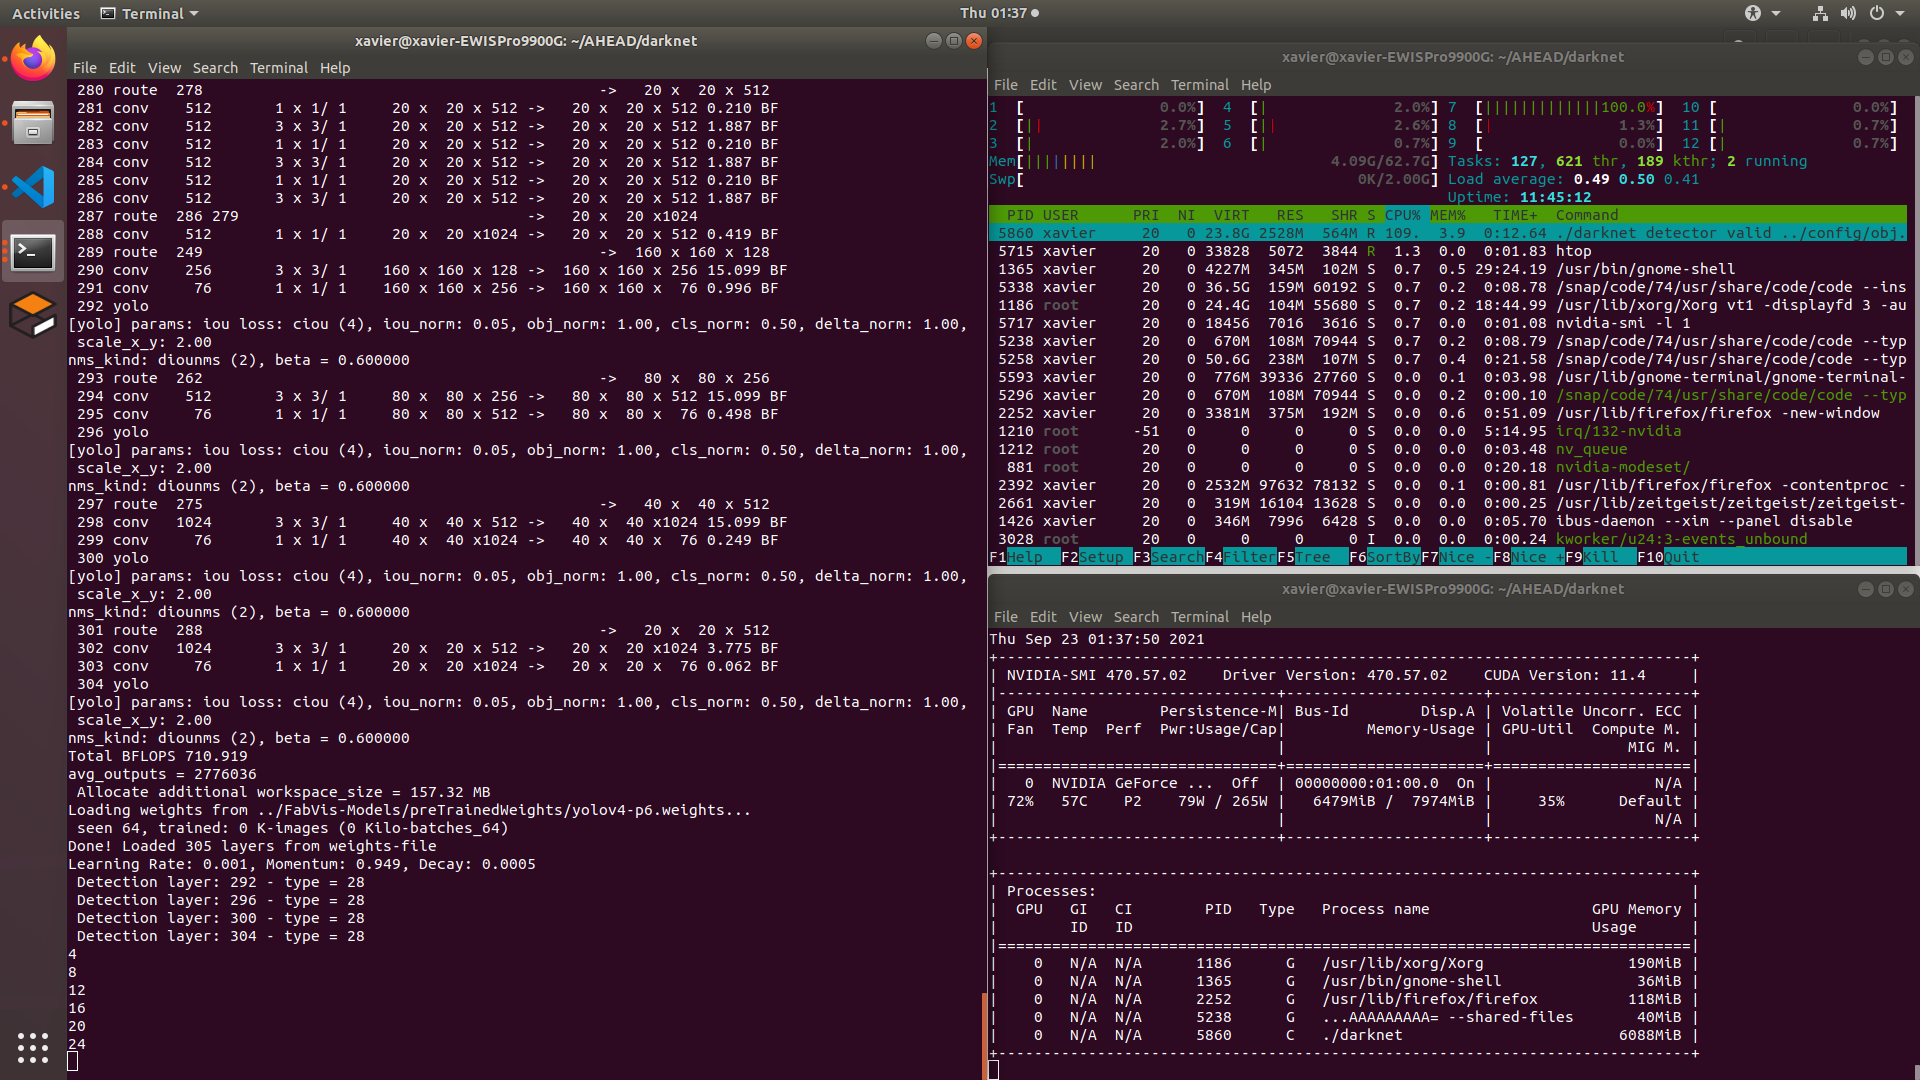 Activities Terminal Thu 01:37
xavier@xavier-EWISPro9900G: ~/AHEAD/darknet
File Edit View Search Terminal Help
280 route 278 -> 20 x 20 x 512
281 conv 512 1 x 1/ 1 20 x 20 x 512 -> 20 x 20 x 512 0.210 BF
282 conv 512 3 x 3/ 1 20 x 20 x 512 -> 20 x 20 x 512 1.887 BF
283 conv 512 1 x 1/ 1 20 x 20 x 512 -> 20 x 20 x 512 0.210 BF
284 conv 512 3 x 3/ 1 20 x 20 x 512 -> 20 x 20 x 512 1.887 BF
285 conv 512 1 x 1/ 1 20 x 20 x 512 -> 20 x 20 x 512 0.210 BF
286 conv 512 3 x 3/ 1 20 x 20 x 512 -> 20 x 20 x 512 1.887 BF
287 route 286 279 -> 20 x 20 x1024
288 conv 512 1 x 1/ 1 20 x 20 x1024 -> 20 x 20 x 512 0.419 BF
289 route 249 -> 160 x 160 x 128
290 conv 256 3 x 3/ 1 160 x 160 x 128 -> 160 x 160 x 256 15.099 BF
291 conv 76 1 x 1/ 1 160 x 160 x 256 -> 160 x 160 x 76 0.996 BF
292 yolo
[yolo] params: iou loss: ciou (4), iou_norm: 0.05, obj_norm: 1.00, cls_norm: 0.50, delta_norm: 1.00,
scale_x_y: 2.00
nms_kind: diounms (2), beta = 0.600000
293 route 262 -> 80 x 80 x 256
294 conv 512 3 x 3/ 1 80 x 80 x 256 -> 80 x 80 x 512 15.099 BF
295 conv 76 1 x 1/ 1 80 x 80 x 512 -> 80 x 80 x 76 0.498 BF
296 yolo
[yolo] params: iou loss: ciou (4), iou_norm: 0.05, obj_norm: 1.00, cls_norm: 0.50, delta_norm: 1.00,
scale_x_y: 2.00
nms_kind: diounms (2), beta = 0.600000
297 route 275 -> 40 x 40 x 512
298 conv 1024 3 x 3/ 1 40 x 40 x 512 -> 40 x 40 x1024 15.099 BF
299 conv 76 1 x 1/ 1 40 x 40 x1024 -> 40 x 40 x 76 0.249 BF
300 yolo
[yolo] params: iou loss: ciou (4), iou_norm: 0.05, obj_norm: 1.00, cls_norm: 0.50, delta_norm: 1.00,
scale_x_y: 2.00
nms_kind: diounms (2), beta = 0.600000
301 route 288 -> 20 x 20 x 512
302 conv 1024 3 x 3/ 1 20 x 20 x 512 -> 20 x 20 x1024 3.775 BF
303 conv 76 1 x 1/ 1 20 x 20 x1024 -> 20 x 20 x 76 0.062 BF
304 yolo
[yolo] params: iou loss: ciou (4), iou_norm: 0.05, obj_norm: 1.00, cls_norm: 0.50, delta_norm: 1.00,
scale_x_y: 2.00
nms_kind: diounms (2), beta = 0.600000
Total BFLOPS 710.919
avg_outputs = 2776036
Allocate additional workspace_size = 157.32 MB
Loading weights from ../FabVis-Models/preTrainedWeights/yolov4-p6.weights...
seen 64, trained: 0 K-images (0 Kilo-batches_64)
Done! Loaded 305 layers from weights-file
Learning Rate: 0.001, Momentum: 0.949, Decay: 0.0005
Detection layer: 292 - type = 28
Detection layer: 296 - type = 28
Detection layer: 300 - type = 28
Detection layer: 304 - type = 28
4
8
12
16
20
24
xavier@xavier-EWISPro9900G: ~/AHEAD/darknet
File Edit View Search Terminal Help
1 [ 0.0%] 4 [| 2.0%] 7 [|||||||||||||100.0%] 10 [ 0.0%]
2 [|| 2.7%] 5 [|| 2.6%] 8 [| 1.3%] 11 [| 0.7%]
3 [| 2.0%] 6 [| 0.7%] 9 [ 0.0%] 12 [| 0.7%]
Mem[|||||||| 4.09G/62.7G] Tasks: 127, 621 thr, 189 kthr; 2 running
Swp[ 0K/2.00G] Load average: 0.49 0.50 0.41
Uptime: 11:45:12
PID USER PRI NI VIRT RES SHR S CPU% MEM% TIME+ Command
5860 xavier 20 0 23.8G 2528M 564M R 109. 3.9 0:12.64 ./darknet detector valid ../config/obj.
5715 xavier 20 0 33828 5072 3844 R 1.3 0.0 0:01.83 htop
1365 xavier 20 0 4227M 345M 102M S 0.7 0.5 29:24.19 /usr/bin/gnome-shell
5338 xavier 20 0 36.5G 159M 60192 S 0.7 0.2 0:08.78 /snap/code/74/usr/share/code/code --ins
1186 root 20 0 24.4G 104M 55680 S 0.7 0.2 18:44.99 /usr/lib/xorg/Xorg vt1 -displayfd 3 -au
5717 xavier 20 0 18456 7016 3616 S 0.7 0.0 0:01.08 nvidia-smi -l 1
5238 xavier 20 0 670M 108M 70944 S 0.7 0.2 0:08.79 /snap/code/74/usr/share/code/code --typ
5258 xavier 20 0 50.6G 238M 107M S 0.7 0.4 0:21.58 /snap/code/74/usr/share/code/code --typ
5593 xavier 20 0 776M 39336 27760 S 0.0 0.1 0:03.98 /usr/lib/gnome-terminal/gnome-terminal-
5296 xavier 20 0 670M 108M 70944 S 0.0 0.2 0:00.10 /snap/code/74/usr/share/code/code --typ
2252 xavier 20 0 3381M 375M 192M S 0.0 0.6 0:51.09 /usr/lib/firefox/firefox -new-window
1210 root -51 0 0 0 0 S 0.0 0.0 5:14.95 irq/132-nvidia
1212 root 20 0 0 0 0 S 0.0 0.0 0:03.48 nv_queue
881 root 20 0 0 0 0 S 0.0 0.0 0:20.18 nvidia-modeset/
2392 xavier 20 0 2532M 97632 78132 S 0.0 0.1 0:00.81 /usr/lib/firefox/firefox -contentproc -
2661 xavier 20 0 319M 16104 13628 S 0.0 0.0 0:00.25 /usr/lib/zeitgeist/zeitgeist-
1426 xavier 20 0 346M 7996 6428 S 0.0 0.0 0:05.70 ibus-daemon --xim --panel disable
3028 root 20 0 0 0 0 I 0.0 0.0 0:00.24 kworker/u24:3-events_unbound
F1Help F2Setup F3SearchF4FilterF5Tree F6SortByF7Nice -F8Nice +F9Kill F10Quit
xavier@xavier-EWISPro9900G: ~/AHEAD/darknet
File Edit View Search Terminal Help
Thu Sep 23 01:37:50 2021
NVIDIA-SMI 470.57.02 Driver Version: 470.57.02 CUDA Version: 11.4
GPU Name Persistence-M| Bus-Id Disp.A | Volatile Uncorr. ECC
Fan Temp Perf Pwr:Usage/Cap| Memory-Usage | GPU-Util Compute M.
MIG M.
0 NVIDIA GeForce ... Off | 00000000:01:00.0 On | N/A
72% 57C P2 79W / 265W | 6479MiB / 7974MiB | 35% Default
N/A
Processes:
GPU GI CI PID Type Process name GPU Memory
ID ID Usage
0 N/A N/A 1186 G /usr/lib/xorg/Xorg 190MiB
0 N/A N/A 1365 G /usr/bin/gnome-shell 36MiB
0 N/A N/A 2252 G /usr/lib/firefox/firefox 118MiB
0 N/A N/A 5238 G ...AAAAAAAAA= --shared-files 40MiB
0 N/A N/A 5860 C ./darknet 6088MiB